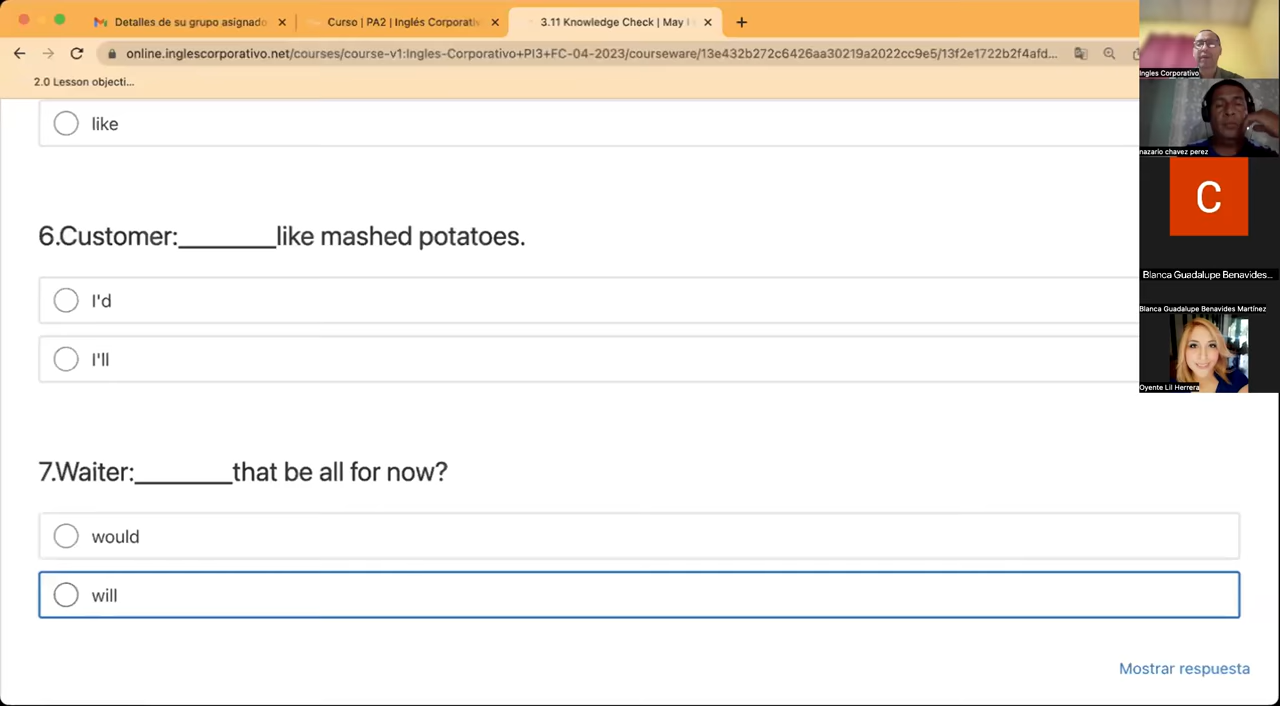 Detalles de su grupo asignado
Curso | PA2 | Inglés Corporativ
3.11 Knowledge Check | May I
online.inglescorporativo.net/courses/course-v1:Ingles-Corporativo+PI3+FC-04-2023/courseware/13e432b272c6426aa30219a2022cc9e5/13f2e1722b2f4afd...
2.0 Lesson objecti...
like
6.Customer:________like mashed potatoes.
I'd
I'll
7.Waiter:________that be all for now?
would
will
Mostrar respuesta
Ingles Corporativo
nazario chavez perez
C
Blanca Guadalupe Benavides...
Blanca Guadalupe Benavides Martínez
Oyente Lil Herrera